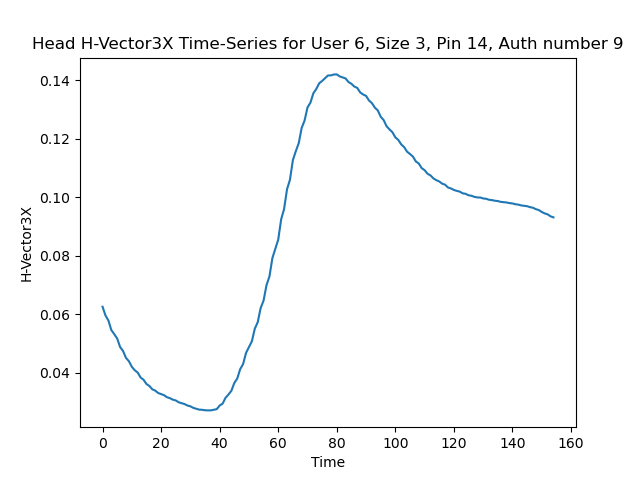 Head H-Vector3X Time-Series for User 6, Size 3, Pin 14, Auth number 9
0.14
0.12
0.10
0.08
0.06
0.04
H-Vector3X
0 20 40 60 80 100 120 140 160
Time